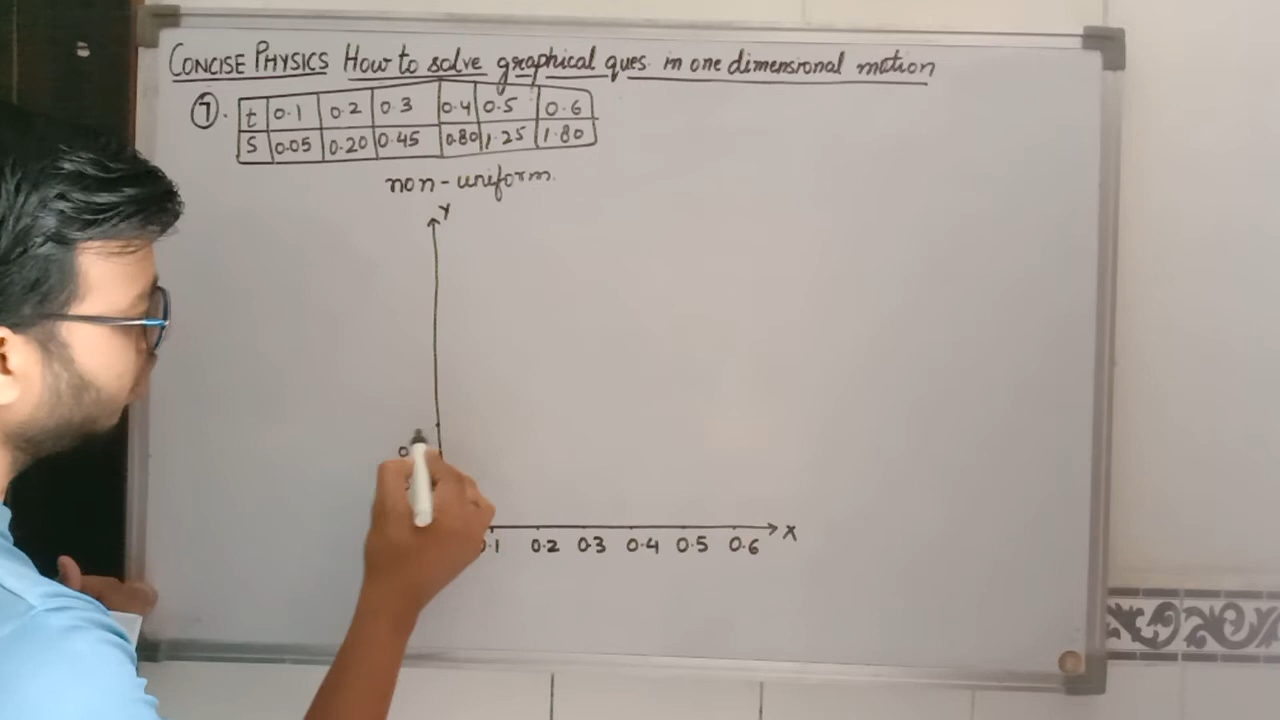 CONCISE PHYSICS How to solve graphical ques. in one dimensional motion
7. t 0.1 0.2 0.3 0.4 0.5 0.6
S 0.05 0.20 0.45 0.80 1.25 1.80
non-uniform.
Y
0.2 0.3 0.4 0.5 0.6 X